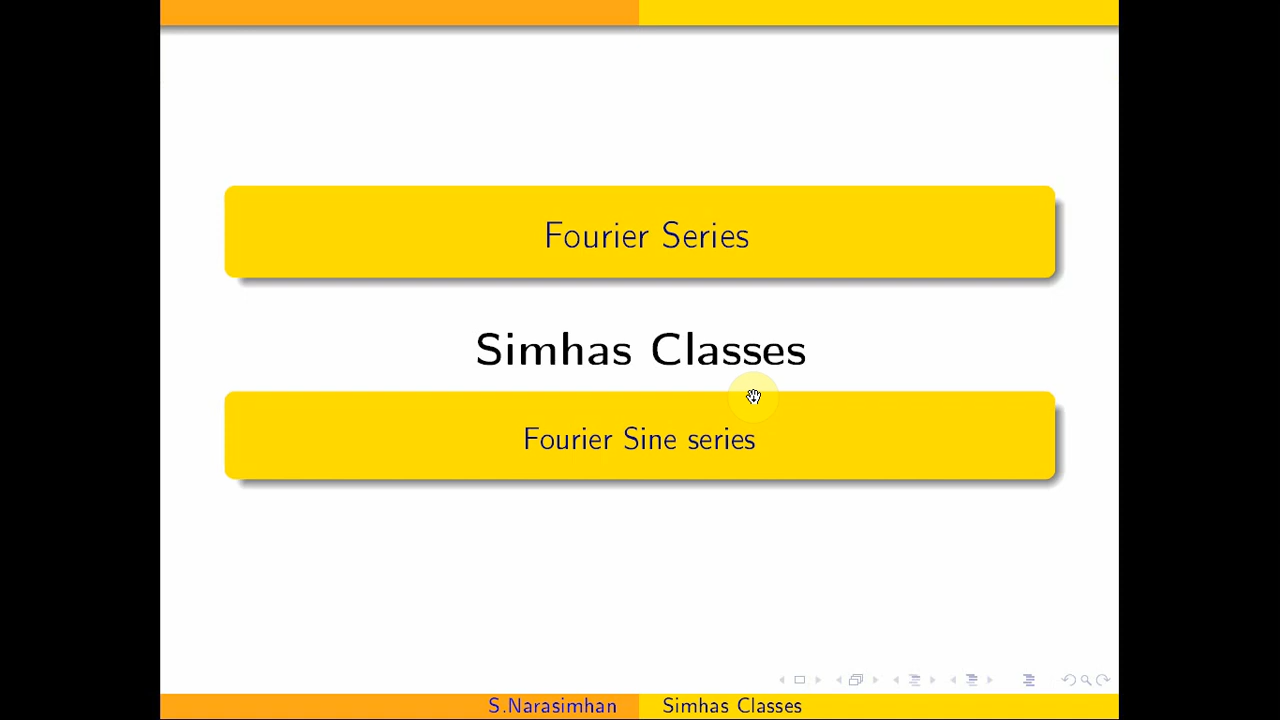 Fourier Series
Simhas Classes
Fourier Sine series
S.Narasimhan
Simhas Classes